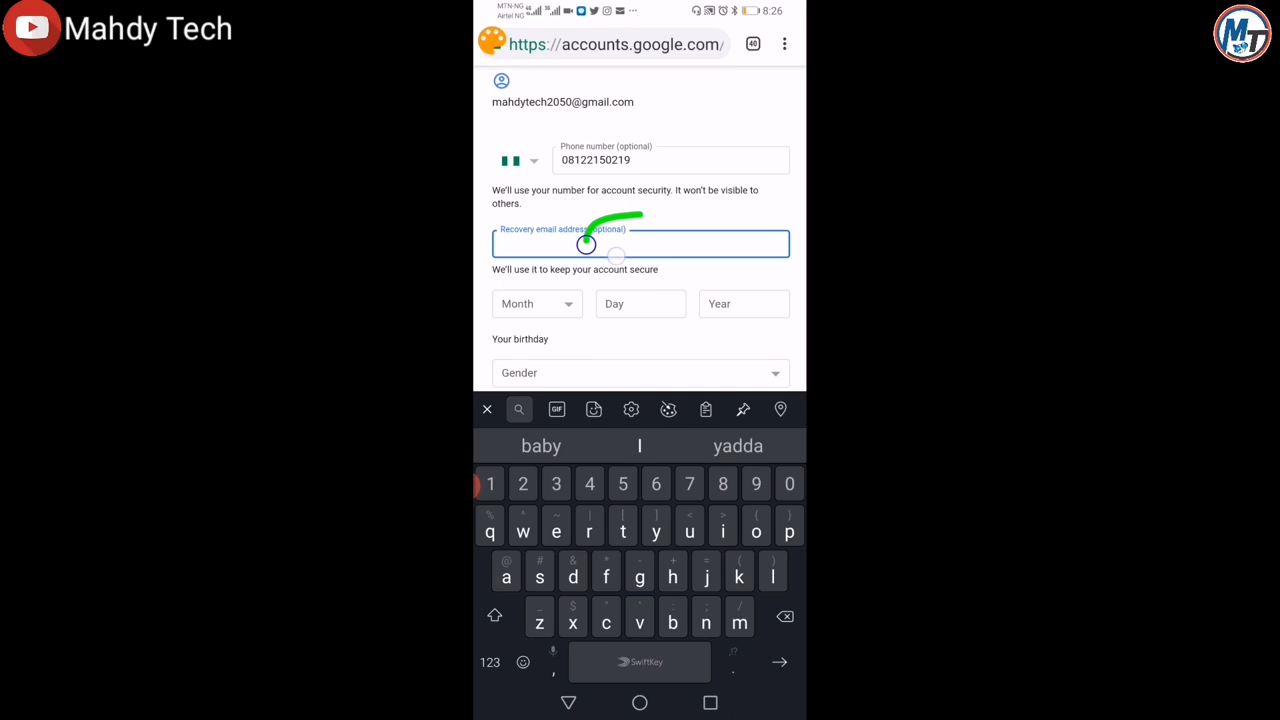 Mahdy Tech
MT
MTN-NG
Airtel NG
8:26
https://accounts.google.com/
40
mahdytech2050@gmail.com
Phone number (optional)
08122150219
We'll use your number for account security. It won't be visible to
others.
Recovery email address (optional)
We'll use it to keep your account secure
Month Day Year
Your birthday
Gender
GIF
baby I yadda
1 2 3 4 5 6 7 8 9 0
% ^ ~ | [ ] < > { }
q w e r t y u i o p
@ # & * - + = ( )
a s d f g h j k l
_ $ " ' : ; /
z x c v b n m
123 , SwiftKey .